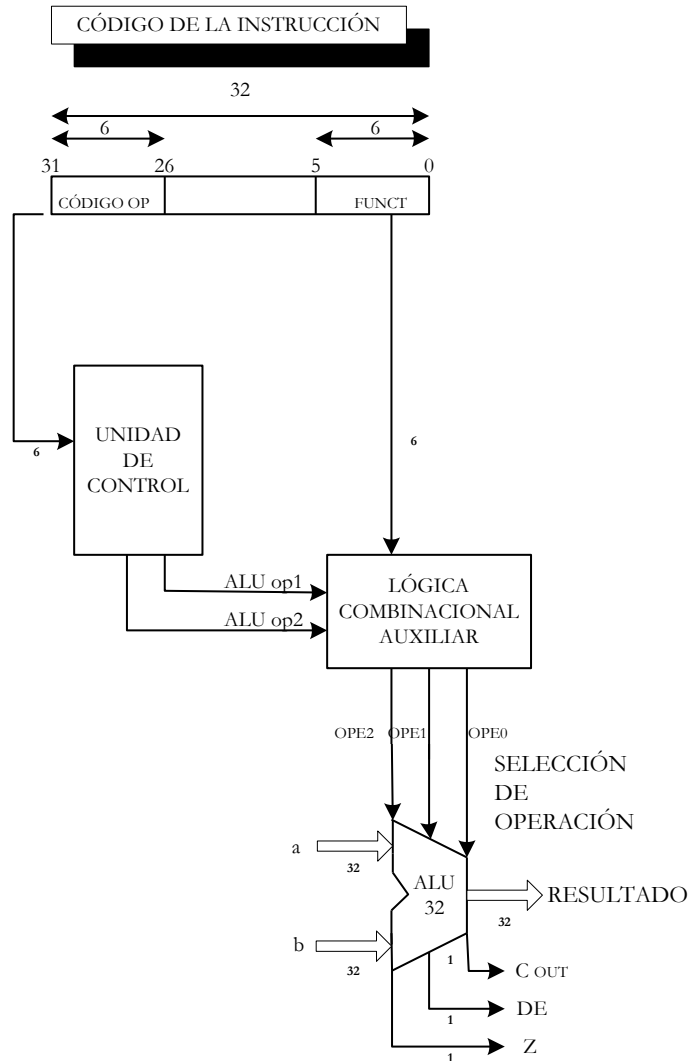 CÓDIGO DE LA INSTRUCCIÓN
32
6 6
31 26 5 0
CÓDIGO OP FUNCT
UNIDAD
DE
CONTROL
6
6
ALU op1
ALU op2
LÓGICA
COMBINACIONAL
AUXILIAR
OPE2 OPE1 OPE0
SELECCIÓN
DE
OPERACIÓN
a
32
ALU
32
RESULTADO
32
b
32
1
C OUT
DE
1
Z
1